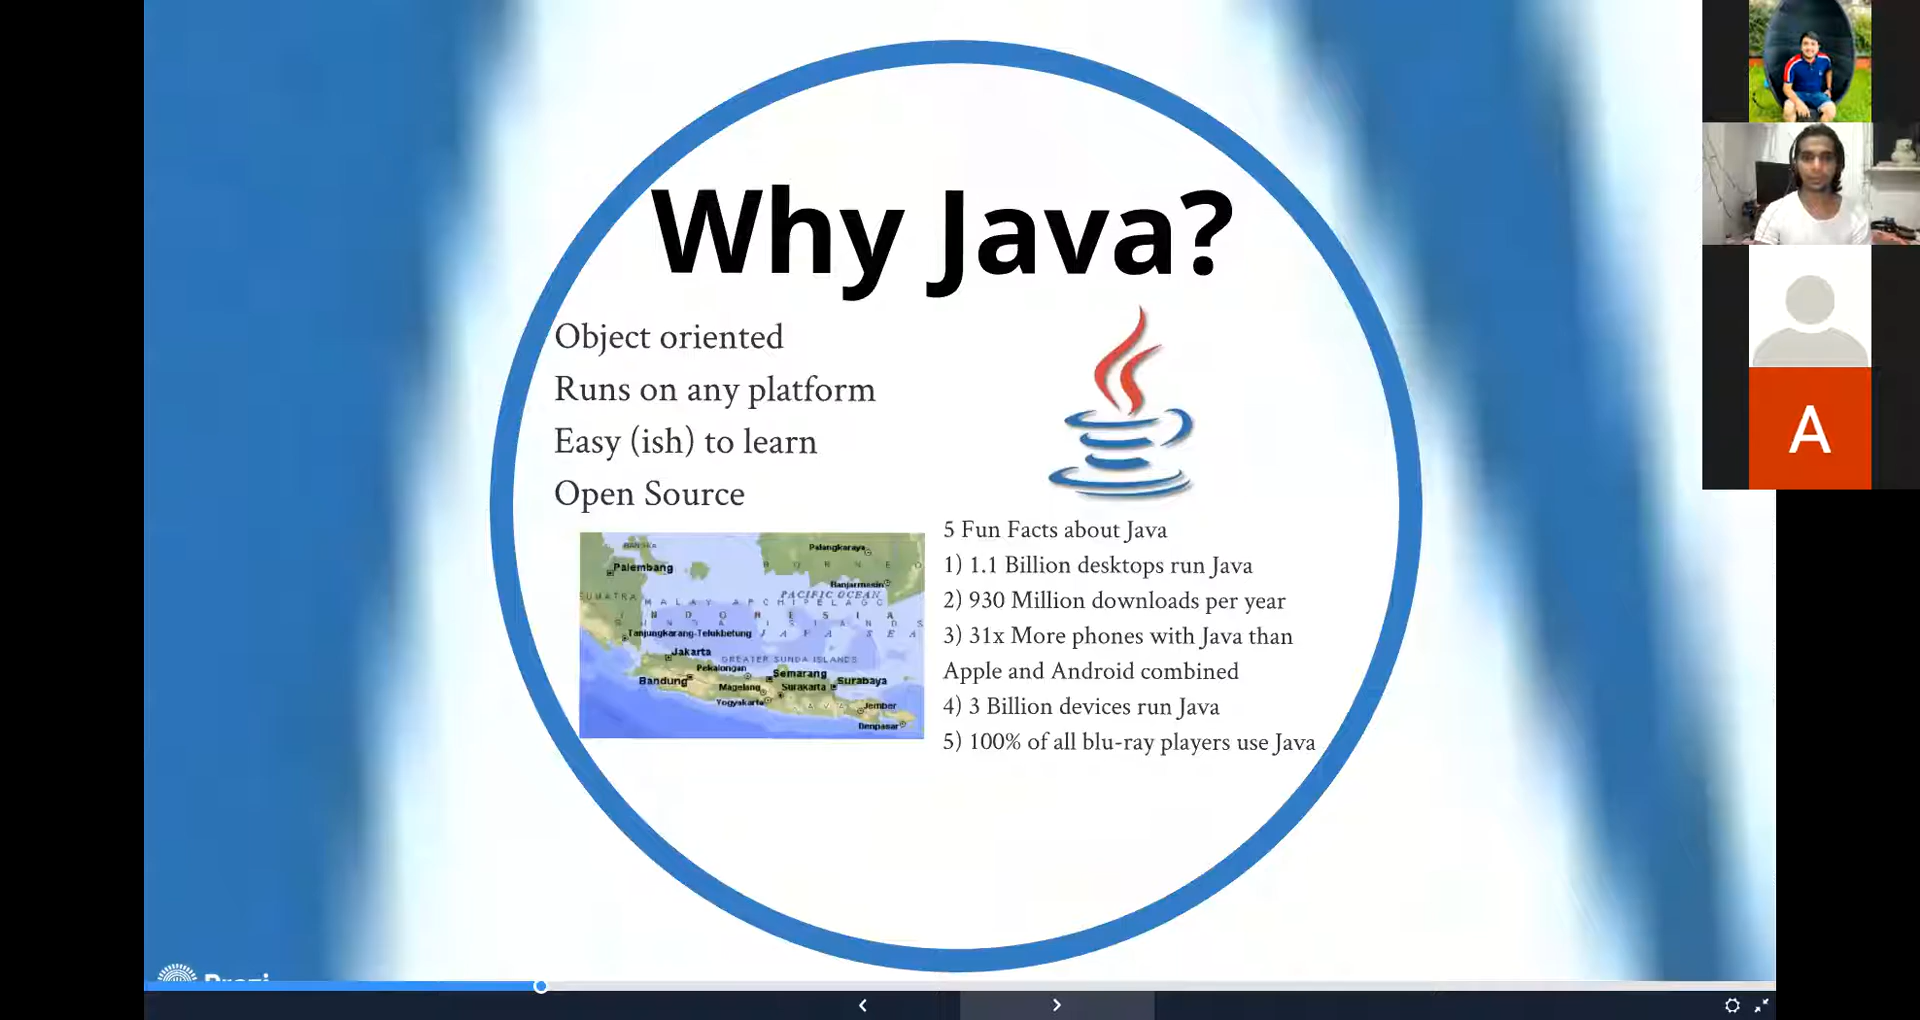 Why Java?
Object oriented
Runs on any platform
Easy (ish) to learn
Open Source
5 Fun Facts about Java
1) 1.1 Billion desktops run Java
2) 930 Million downloads per year
3) 31x More phones with Java than
Apple and Android combined
4) 3 Billion devices run Java
5) 100% of all blu-ray players use Java
Palangkaraya
Palembang
B O R N E O
Banjarmasin
PACIFIC OCEAN
SUMATRA
MALAY ARCHIPELAGO
I N D O N E S I A
Tanjungkarang-Telukbetung
J A V A S E A
Jakarta
GREATER SUNDA ISLANDS
Pekalongan
Semarang
Bandung
Magelang
Surakarta
Surabaya
Yogyakarta
J A V A
Jember
Denpasar
A
Prezi